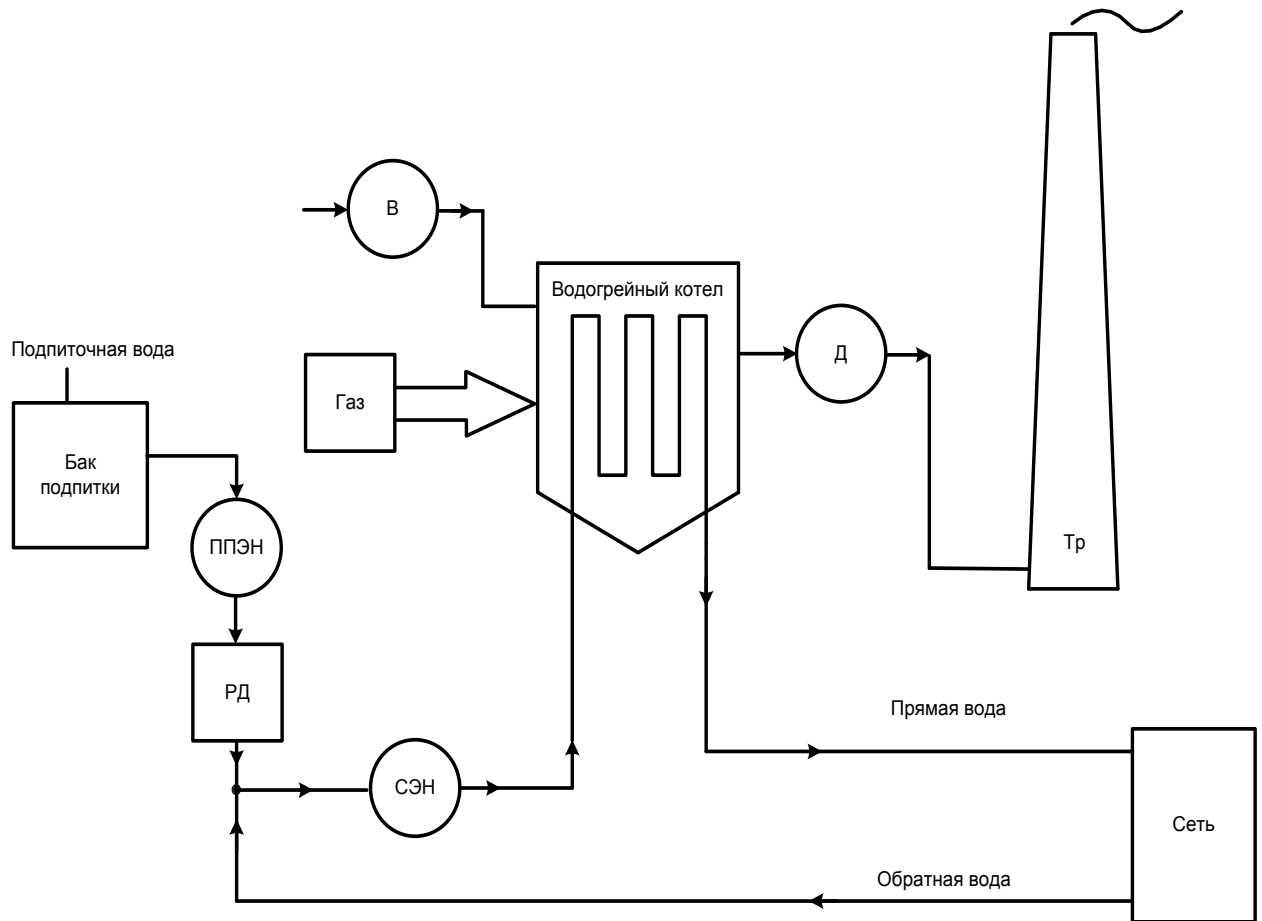 В
Водогрейный котел
Подпиточная вода
Д
Газ
Бак
подпитки
ППЭН
Тр
РД
Прямая вода
СЭН
Сеть
Обратная вода